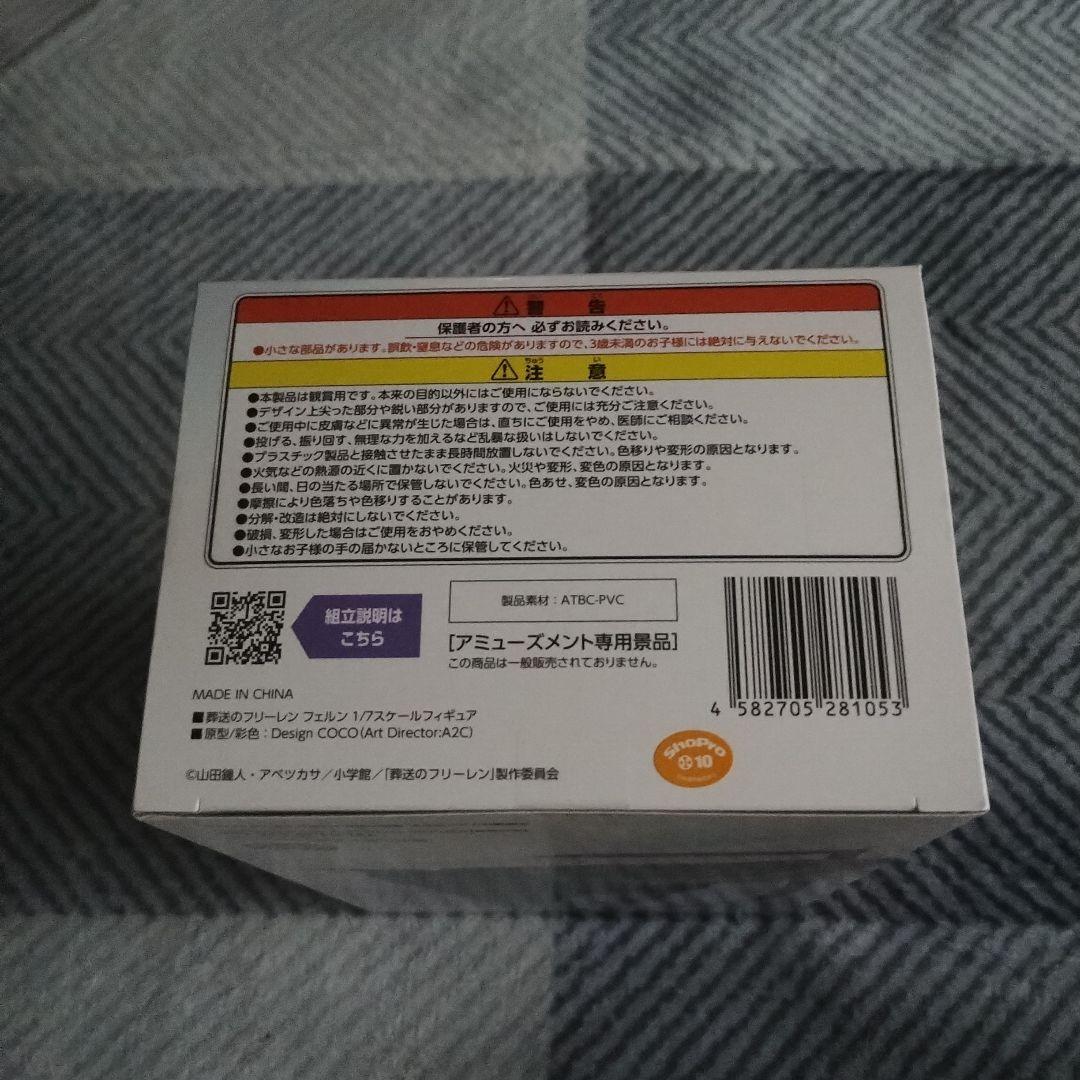 ⚠警告
保護者の方へ 必ずお読みください。
●小さな部品があります。誤飲・窒息などの危険がありますので、3歳未満のお子様には絶対に与えないでください。
ちゅう い
⚠注意
●本製品は観賞用です。本来の目的以外にはご使用にならないでください。
●デザイン上尖った部分や鋭い部分がありますので、ご使用には充分ご注意ください。
●ご使用中に皮膚などに異常が生じた場合は、直ちにご使用をやめ、医師にご相談ください。
●投げる、振り回す、無理な力を加えるなど乱暴な扱いはしないでください。
●プラスチック製品と接触させたまま長時間放置しないでください。色移りや変形の原因となります。
●火気などの熱源の近くに置かないでください。火災や変形、変色の原因となります。
●長い間、日の当たる場所で保管しないでください。色あせ、変色の原因となります。
●摩擦により色落ちや色移りすることがあります。
●分解・改造は絶対にしないでください。
●破損、変形した場合はご使用をおやめください。
●小さなお子様の手の届かないところに保管してください。
組立説明は
こちら
製品素材：ATBC-PVC
[アミューズメント専用景品]
この商品は一般販売されておりません。
MADE IN CHINA
■葬送のフリーレン フェルン 1/7スケールフィギュア
■原型/彩色：Design COCO(Art Director:A2C)
©山田鐘人・アベツカサ／小学館／「葬送のフリーレン」製作委員会
4 582705 281053
ShoPro
10